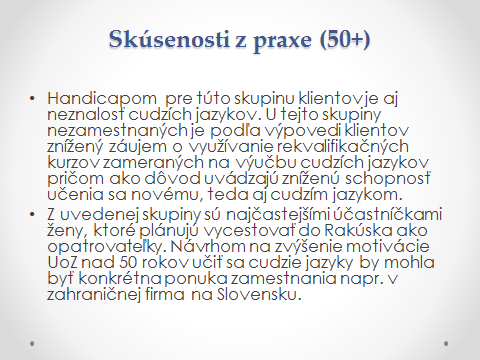 Skúsenosti z praxe (50+)
• Handicapom pre túto skupinu klientov je aj
neznalosť cudzích jazykov. U tejto skupiny
nezamestnaných je podľa výpovedi klientov
znížený záujem o využívanie rekvalifikačných
kurzov zameraných na výučbu cudzích jazykov
pričom ako dôvod uvádzajú zníženú schopnosť
učenia sa novému, teda aj cudzím jazykom.
• Z uvedenej skupiny sú najčastejšími účastníčkami
ženy, ktoré plánujú vycestovať do Rakúska ako
opatrovateľky. Návrhom na zvýšenie motivácie
UoZ nad 50 rokov učiť sa cudzie jazyky by mohla
byť konkrétna ponuka zamestnania napr. v
zahraničnej firma na Slovensku.